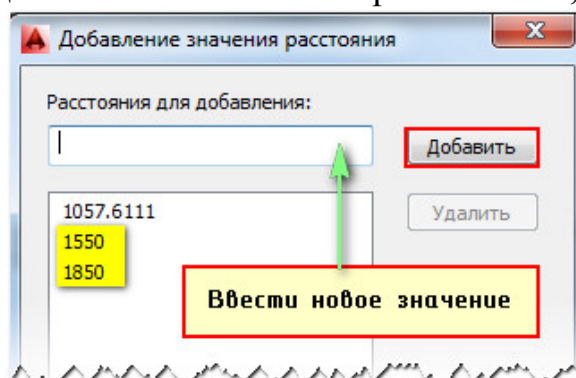 Добавление значения расстояния
Расстояния для добавления:
Добавить
1057.6111
Удалить
1550
1850
Ввести новое значение